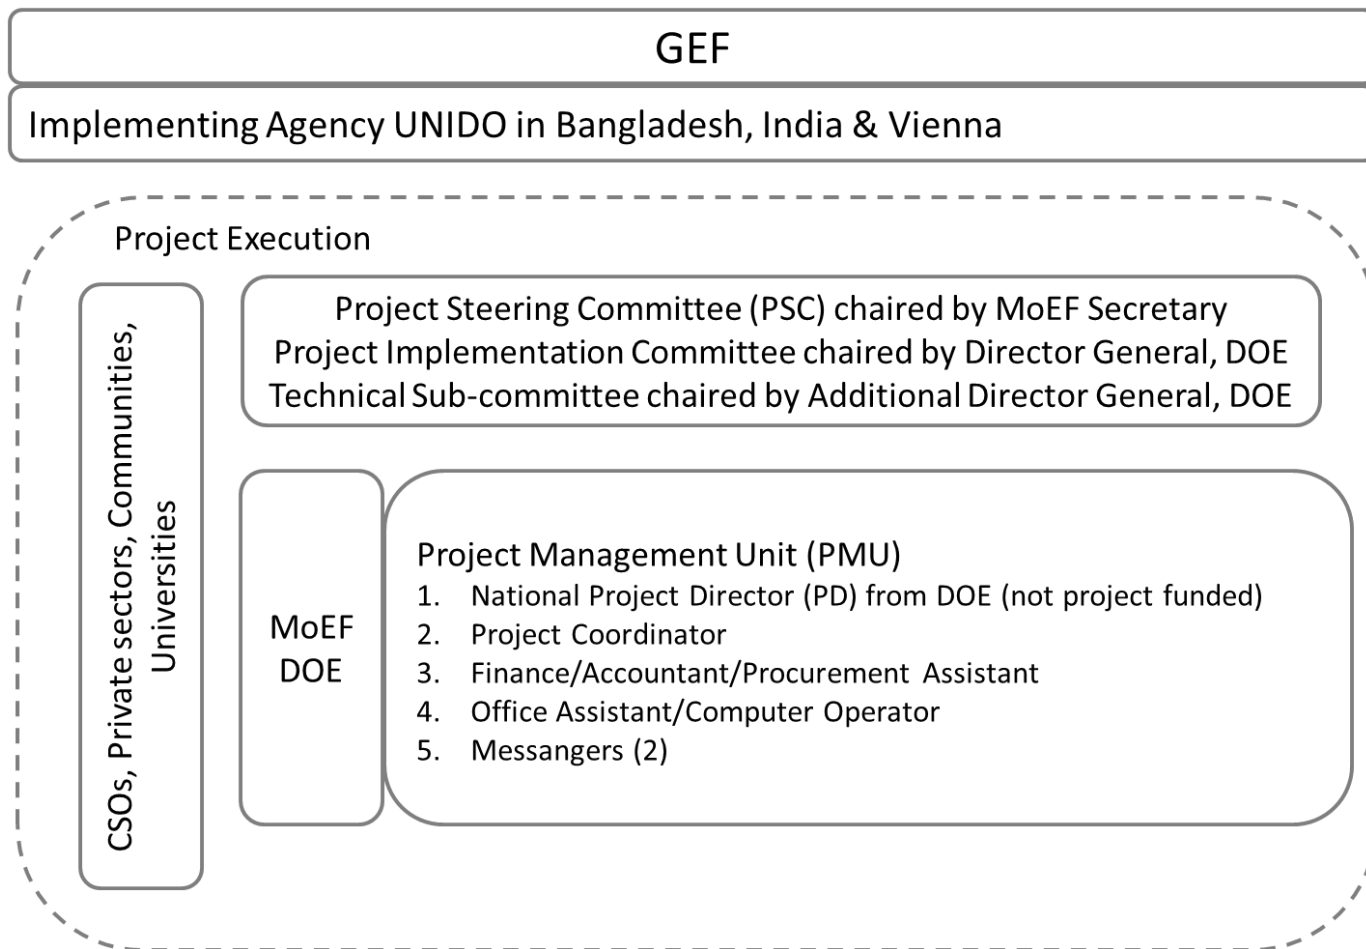 GEF
Implementing Agency UNIDO in Bangladesh, India & Vienna
Project Execution
CSOs, Private sectors, Communities,
Universities
Project Steering Committee (PSC) chaired by MoEF Secretary
Project Implementation Committee chaired by Director General, DOE
Technical Sub-committee chaired by Additional Director General, DOE
MoEF
DOE
Project Management Unit (PMU)
1. National Project Director (PD) from DOE (not project funded)
2. Project Coordinator
3. Finance/Accountant/Procurement Assistant
4. Office Assistant/Computer Operator
5. Messangers (2)